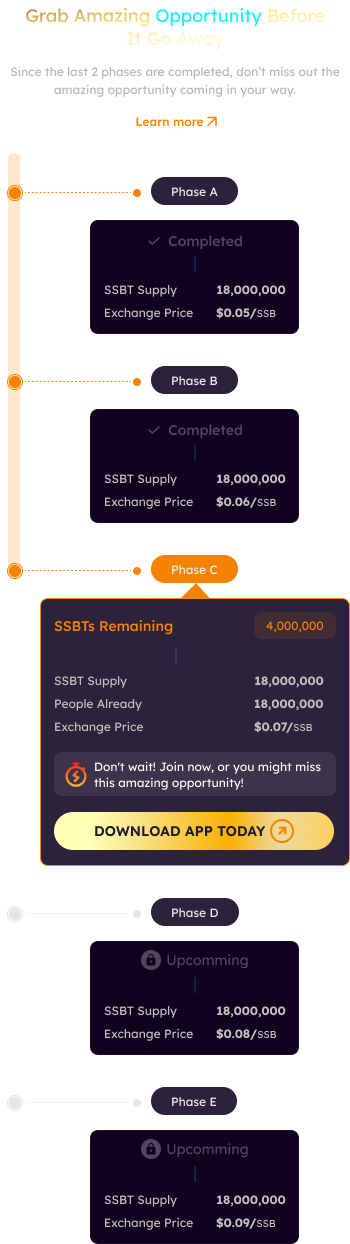 Grab Amazing Opportunity Before
It Go Away
Since the last 2 phases are completed, don't miss out the
amazing opportunity coming in your way.
Learn more
Phase A
Completed
SSBT Supply 18,000,000
Exchange Price $0.05/SSB
Phase B
Completed
SSBT Supply 18,000,000
Exchange Price $0.06/SSB
Phase C
SSBTs Remaining 4,000,000
SSBT Supply 18,000,000
People Already 18,000,000
Exchange Price $0.07/SSB
Don't wait! Join now, or you might miss
this amazing opportunity!
DOWNLOAD APP TODAY
Phase D
Upcomming
SSBT Supply 18,000,000
Exchange Price $0.08/SSB
Phase E
Upcomming
SSBT Supply 18,000,000
Exchange Price $0.09/SSB